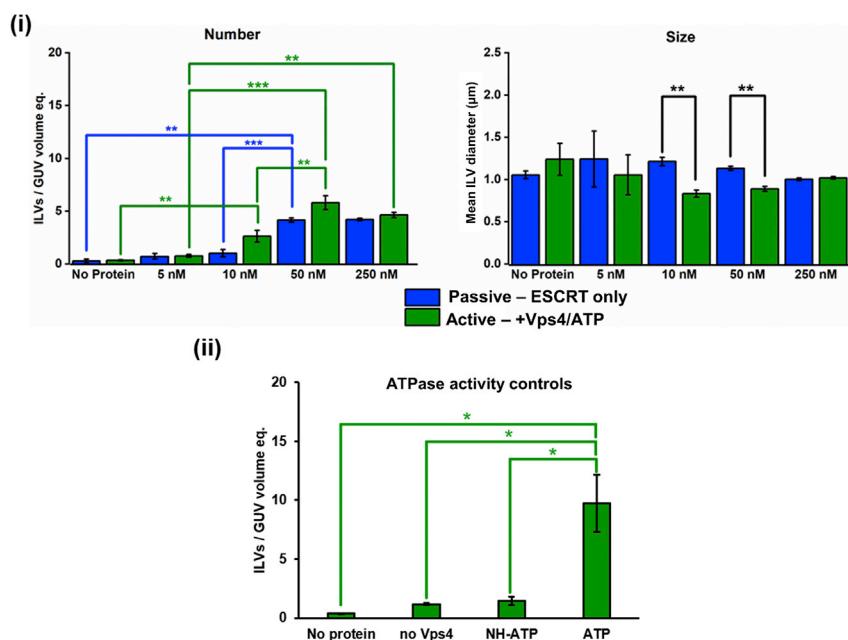 (i)
Number
ILVs / GUV volume eq.
20
15
10
5
0
**
***
**
***
**
**
No Protein 5 nM 10 nM 50 nM 250 nM
Size
Mean ILV diameter (μm)
2.5
2.0
1.5
1.0
0.5
0.0
** **
No Protein 5 nM 10 nM 50 nM 250 nM
Passive – ESCRT only
Active – +Vps4/ATP
(ii)
ATPase activity controls
ILVs / GUV volume eq.
20
15
10
5
0
*
*
*
No protein no Vps4 NH-ATP ATP